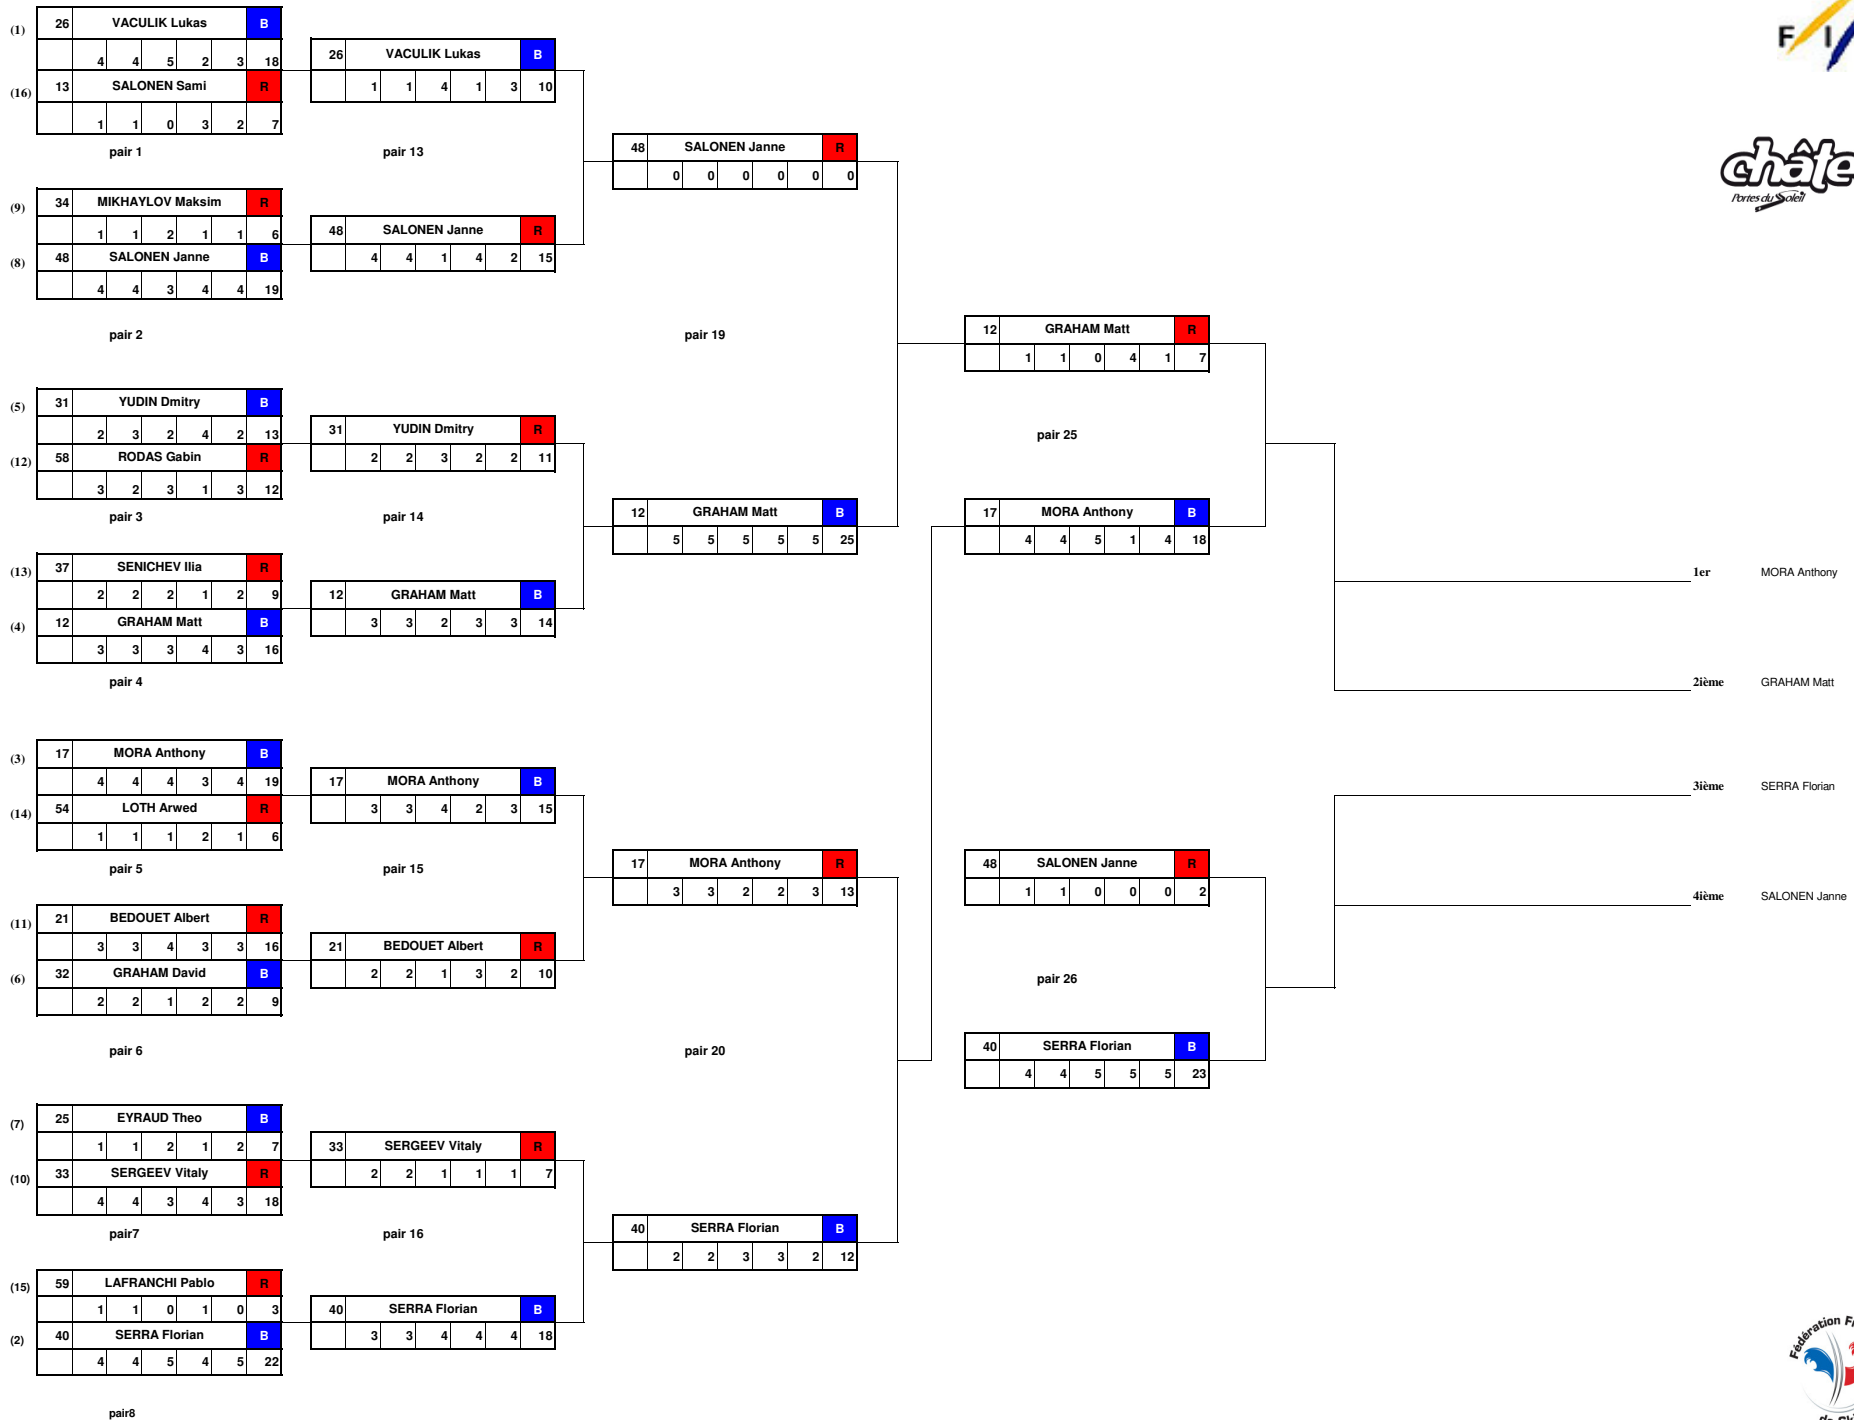 (1) 26 VACULIK Lukas B
4 4 5 2 3 18
(16) 13 SALONEN Sami R
1 1 0 3 2 7
pair 1
(9) 34 MIKHAYLOV Maksim R
1 1 2 1 1 6
(8) 48 SALONEN Janne B
4 4 3 4 4 19
pair 2
(5) 31 YUDIN Dmitry B
2 3 2 4 2 13
(12) 58 RODAS Gabin R
3 2 3 1 3 12
pair 3
(13) 37 SENICHEV Ilia R
2 2 2 1 2 9
(4) 12 GRAHAM Matt B
3 3 3 4 3 16
pair 4
(3) 17 MORA Anthony B
4 4 4 3 4 19
(14) 54 LOTH Arwed R
1 1 1 2 1 6
pair 5
(11) 21 BEDOUET Albert R
3 3 4 3 3 16
(6) 32 GRAHAM David B
2 2 1 2 2 9
pair 6
(7) 25 EYRAUD Theo B
1 1 2 1 2 7
(10) 33 SERGEEV Vitaly R
4 4 3 4 3 18
pair7
(15) 59 LAFRANCHI Pablo R
1 1 0 1 0 3
(2) 40 SERRA Florian B
4 4 5 4 5 22
pair8
26 VACULIK Lukas B
1 1 4 1 3 10
pair 13
48 SALONEN Janne R
4 4 1 4 2 15
31 YUDIN Dmitry R
2 2 3 2 2 11
pair 14
12 GRAHAM Matt B
3 3 2 3 3 14
17 MORA Anthony B
3 3 4 2 3 15
pair 15
21 BEDOUET Albert R
2 2 1 3 2 10
33 SERGEEV Vitaly R
2 2 1 1 1 7
pair 16
40 SERRA Florian B
3 3 4 4 4 18
48 SALONEN Janne R
0 0 0 0 0 0
pair 19
12 GRAHAM Matt B
5 5 5 5 5 25
17 MORA Anthony R
3 3 2 2 3 13
pair 20
40 SERRA Florian B
2 2 3 3 2 12
12 GRAHAM Matt R
1 1 0 4 1 7
pair 25
17 MORA Anthony B
4 4 5 1 4 18
48 SALONEN Janne R
1 1 0 0 0 2
pair 26
40 SERRA Florian B
4 4 5 5 5 23
1er MORA Anthony
2ième GRAHAM Matt
3ième SERRA Florian
4ième SALONEN Janne
F I
châte
Portes du Soleil
Fédération F